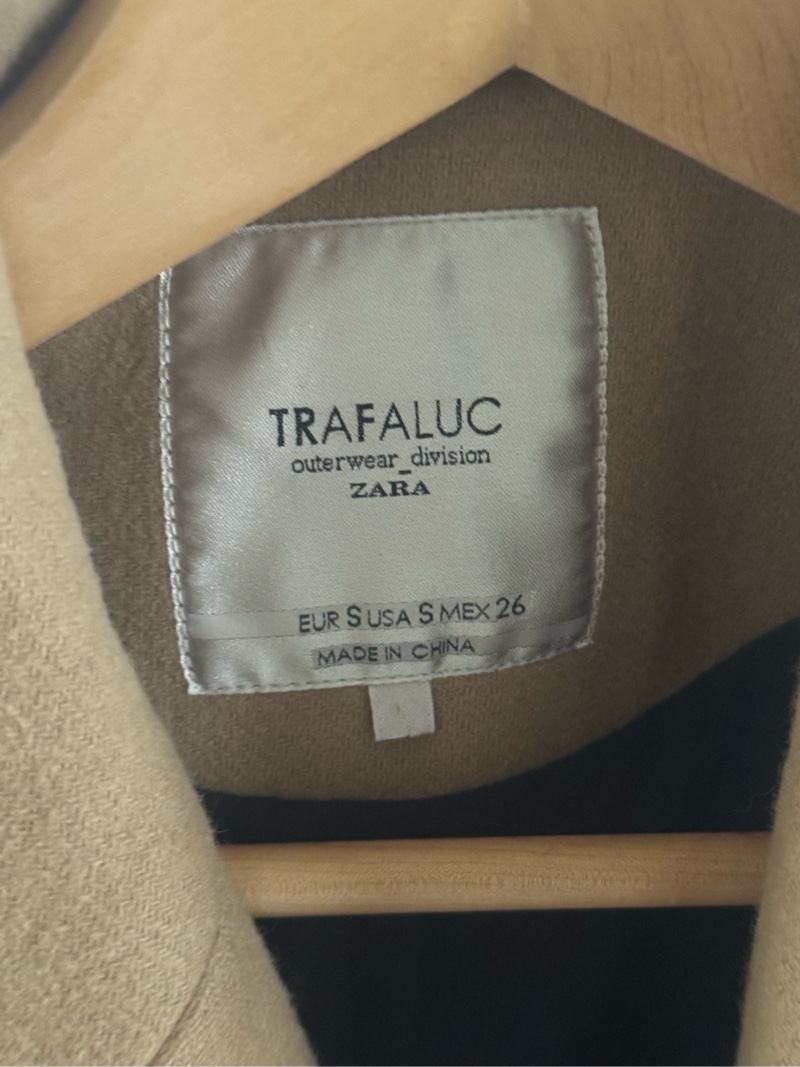 TRAFALUC
outerwear_division
ZARA
EUR S USA S MEX 26
MADE IN CHINA